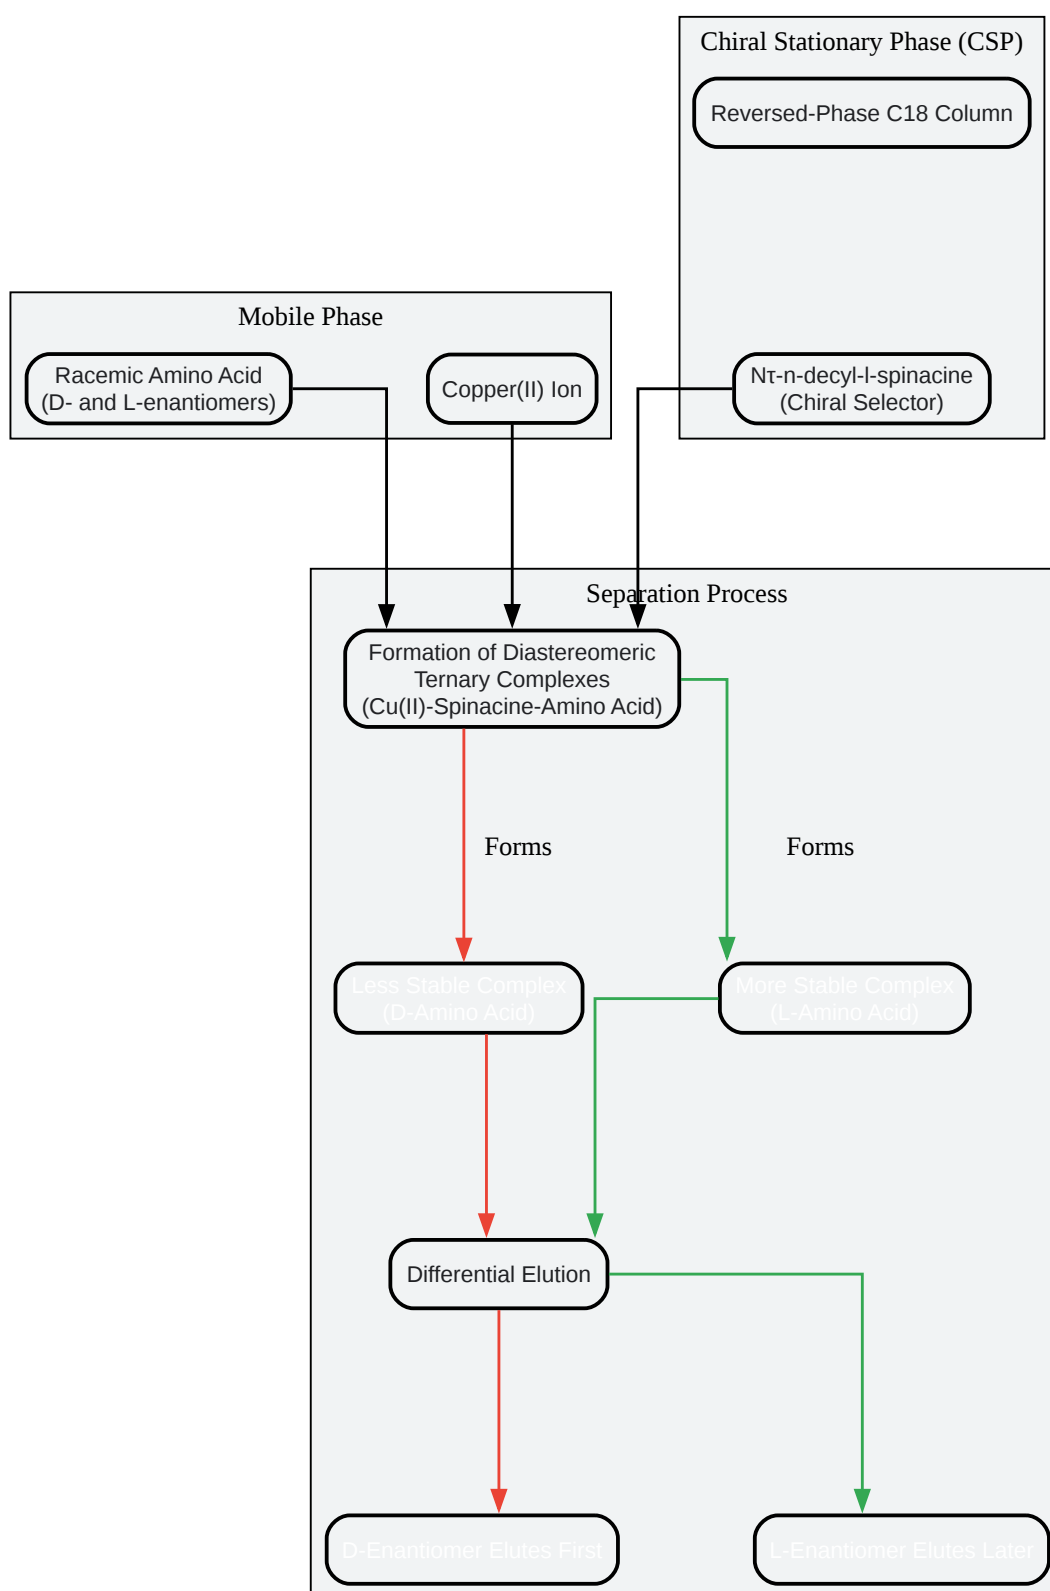 Chiral Stationary Phase (CSP)
Reversed-Phase C18 Column
Mobile Phase
Racemic Amino Acid
(D- and L-enantiomers)
Copper(II) Ion
Nτ-n-decyl-l-spinacine
(Chiral Selector)
Separation Process
Formation of Diastereomeric
Ternary Complexes
(Cu(II)-Spinacine-Amino Acid)
Forms
Forms
Less Stable Complex
(D-Amino Acid)
More Stable Complex
(L-Amino Acid)
Differential Elution
D-Enantiomer Elutes First
L-Enantiomer Elutes Later